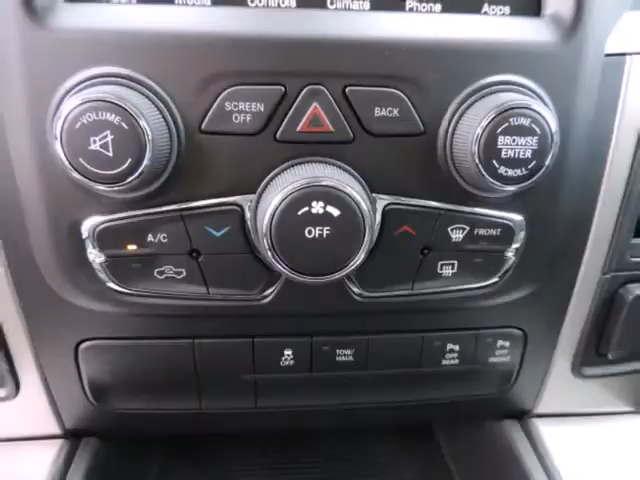 Media Controls Climate Phone Apps
VOLUME
SCREEN
OFF
BACK
TUNE
BROWSE
ENTER
SCROLL
OFF
A/C
FRONT
OFF
TOW/
HAUL
OFF
REAR
OFF
FRONT